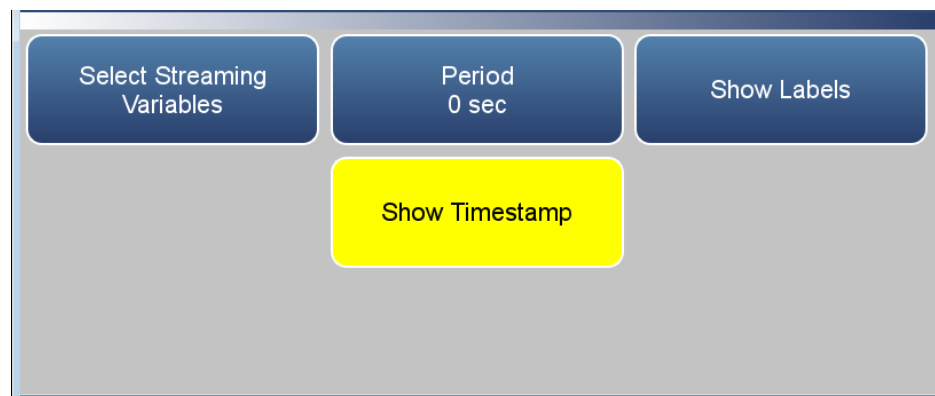 Select Streaming
Variables
Period
0 sec
Show Labels
Show Timestamp